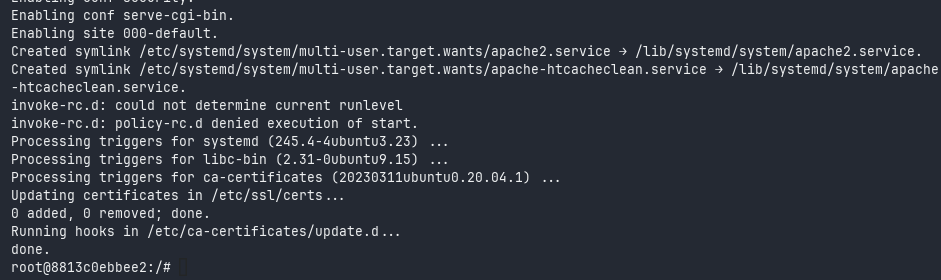 Enabling conf security.
Enabling conf serve-cgi-bin.
Enabling site 000-default.
Created symlink /etc/systemd/system/multi-user.target.wants/apache2.service → /lib/systemd/system/apache2.service.
Created symlink /etc/systemd/system/multi-user.target.wants/apache-htcacheclean.service → /lib/systemd/system/apache
-htcacheclean.service.
invoke-rc.d: could not determine current runlevel
invoke-rc.d: policy-rc.d denied execution of start.
Processing triggers for systemd (245.4-4ubuntu3.23) ...
Processing triggers for libc-bin (2.31-0ubuntu9.15) ...
Processing triggers for ca-certificates (20230311ubuntu0.20.04.1) ...
Updating certificates in /etc/ssl/certs...
0 added, 0 removed; done.
Running hooks in /etc/ca-certificates/update.d...
done.
root@8813c0ebbee2:/#